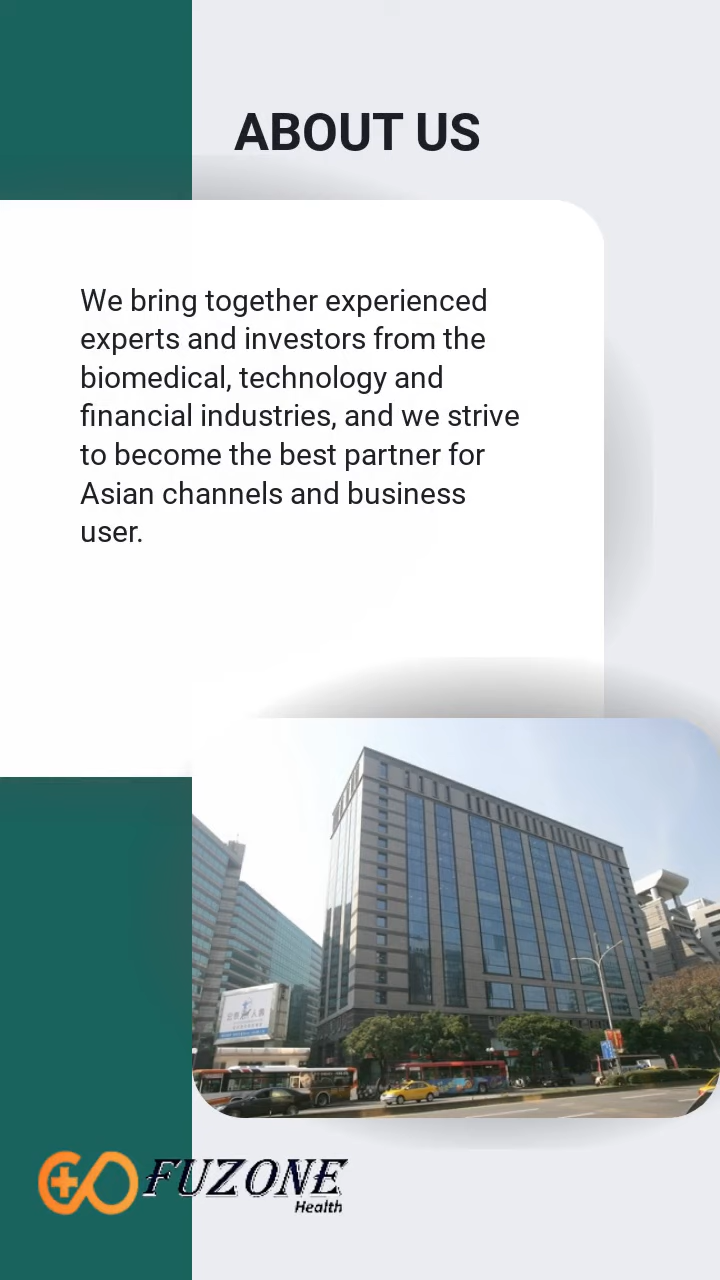 ABOUT US
We bring together experienced
experts and investors from the
biomedical, technology and
financial industries, and we strive
to become the best partner for
Asian channels and business
user.
FUZONE
Health